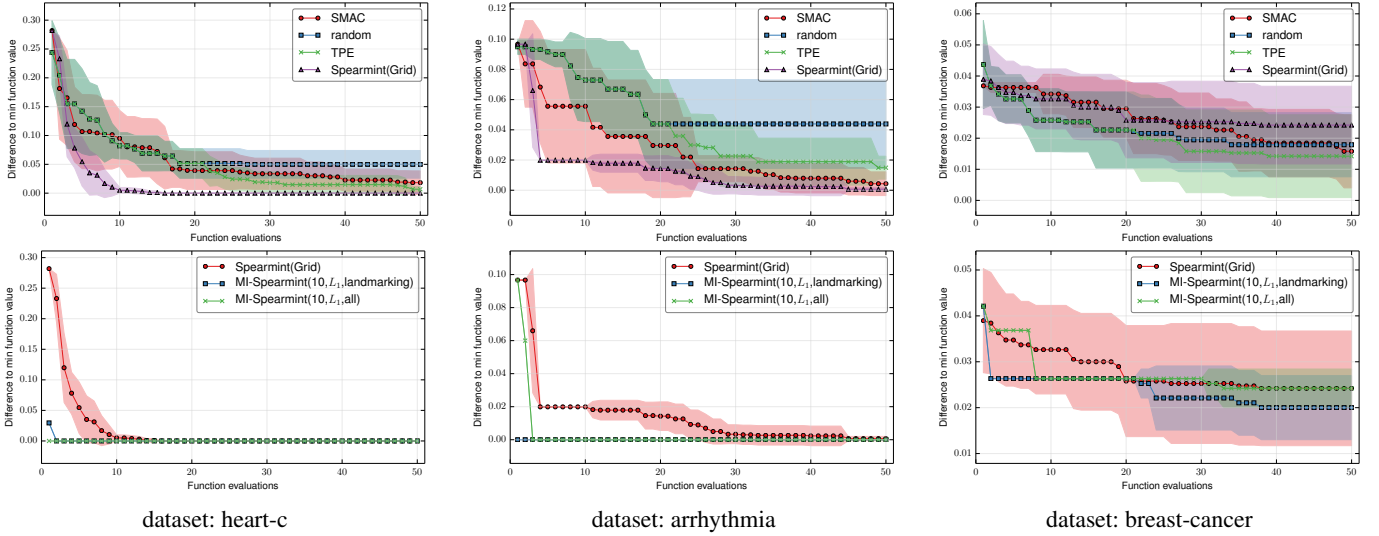 Difference to min function value
0.30
0.25
0.20
0.15
0.10
0.05
0.00
0
10
20
30
40
50
Function evaluations
SMAC
random
TPE
Spearmint(Grid)
Difference to min function value
0.12
0.10
0.08
0.06
0.04
0.02
0.00
0
10
20
30
40
50
Function evaluations
SMAC
random
TPE
Spearmint(Grid)
Difference to min function value
0.06
0.05
0.04
0.03
0.02
0.01
0.00
0
10
20
30
40
50
Function evaluations
SMAC
random
TPE
Spearmint(Grid)
Difference to min function value
0.30
0.25
0.20
0.15
0.10
0.05
0.00
0
10
20
30
40
50
Function evaluations
Spearmint(Grid)
MI-Spearmint(10,L₁,landmarking)
MI-Spearmint(10,L₁,all)
Difference to min function value
0.10
0.08
0.06
0.04
0.02
0.00
0
10
20
30
40
50
Function evaluations
Spearmint(Grid)
MI-Spearmint(10,L₁,landmarking)
MI-Spearmint(10,L₁,all)
Difference to min function value
0.05
0.04
0.03
0.02
0.01
0
10
20
30
40
50
Function evaluations
Spearmint(Grid)
MI-Spearmint(10,L₁,landmarking)
MI-Spearmint(10,L₁,all)
dataset: heart-c
dataset: arrhythmia
dataset: breast-cancer